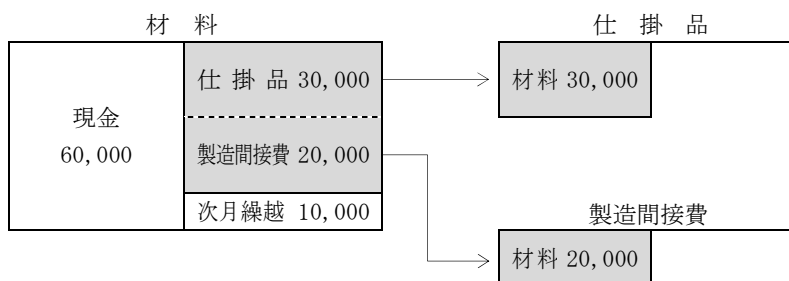 材 料
現金
60,000
仕 掛 品 30,000
製造間接費 20,000
次月繰越 10,000
仕 掛 品
材料 30,000
製造間接費
材料 20,000